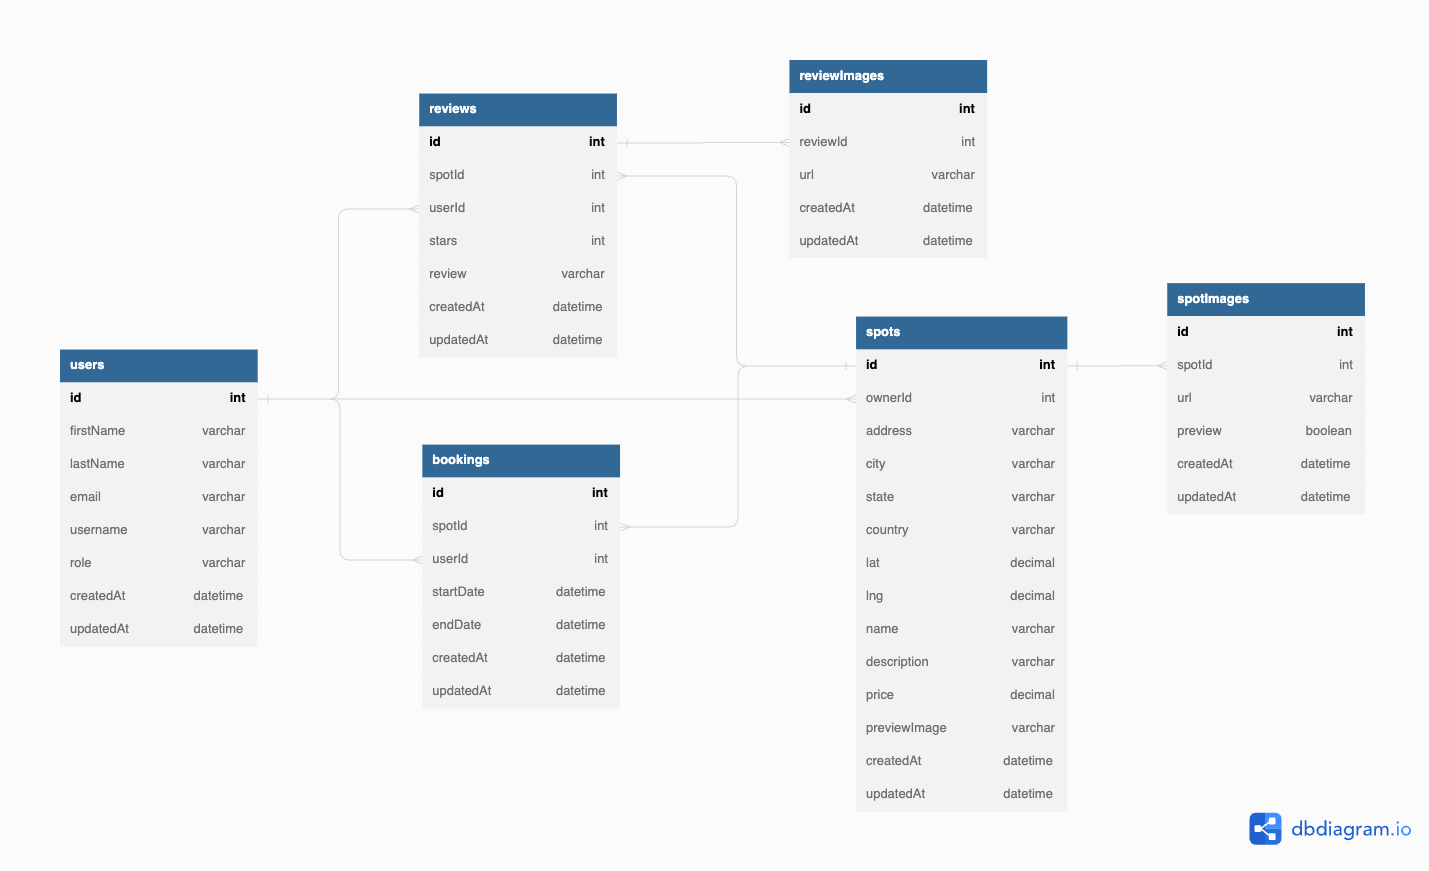 reviewImages
id int
reviewId int
url varchar
createdAt datetime
updatedAt datetime
reviews
id int
spotId int
userId int
stars int
review varchar
createdAt datetime
updatedAt datetime
spotImages
id int
spotId int
url varchar
preview boolean
createdAt datetime
updatedAt datetime
spots
id int
ownerId int
address varchar
city varchar
state varchar
country varchar
lat decimal
lng decimal
name varchar
description varchar
price decimal
previewImage varchar
createdAt datetime
updatedAt datetime
users
id int
firstName varchar
lastName varchar
email varchar
username varchar
role varchar
createdAt datetime
updatedAt datetime
bookings
id int
spotId int
userId int
startDate datetime
endDate datetime
createdAt datetime
updatedAt datetime
dbdiagram.io